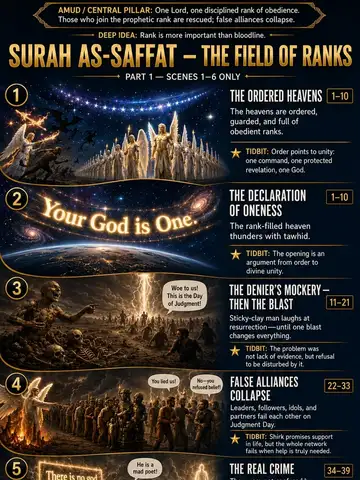 AMUD / CENTRAL PILLAR: One Lord, one disciplined rank of obedience.
Those who join the prophetic rank are rescued; false alliances collapse.
DEEP IDEA: Rank is more important than bloodline.
SURAH AS-SAFFAT – THE FIELD OF RANKS
PART 1 — SCENES 1–6 ONLY
1
THE ORDERED HEAVENS
1–10
The heavens are ordered,
guarded, and full of
obedient ranks.
TIDBIT: Order points to unity:
one command, one protected
revelation, one God.
2
Your God is One.
THE DECLARATION
OF ONENESS
1–10
The rank-filled heaven
thunders with tawhid.
TIDBIT: The opening is an
argument from order to
divine unity.
3
Woe to us!
This is the Day
of Judgment!
THE DENIER'S MOCKERY—
THEN THE BLAST
11–21
Sticky-clay man laughs at
resurrection—until one blast
changes everything.
TIDBIT: The problem was
not lack of evidence, but refusal
to be disturbed by it.
4
You lied us!
No—you
refused belief!
FALSE ALLIANCES
COLLAPSE
22–33
Leaders, followers, idols, and
partners fail each other on
Judgment Day.
TIDBIT: Shirk promises support
in life, but the whole network
fails when help is truly needed.
5
There is no god
He is a
mad poet!
THE REAL CRIME
34–39